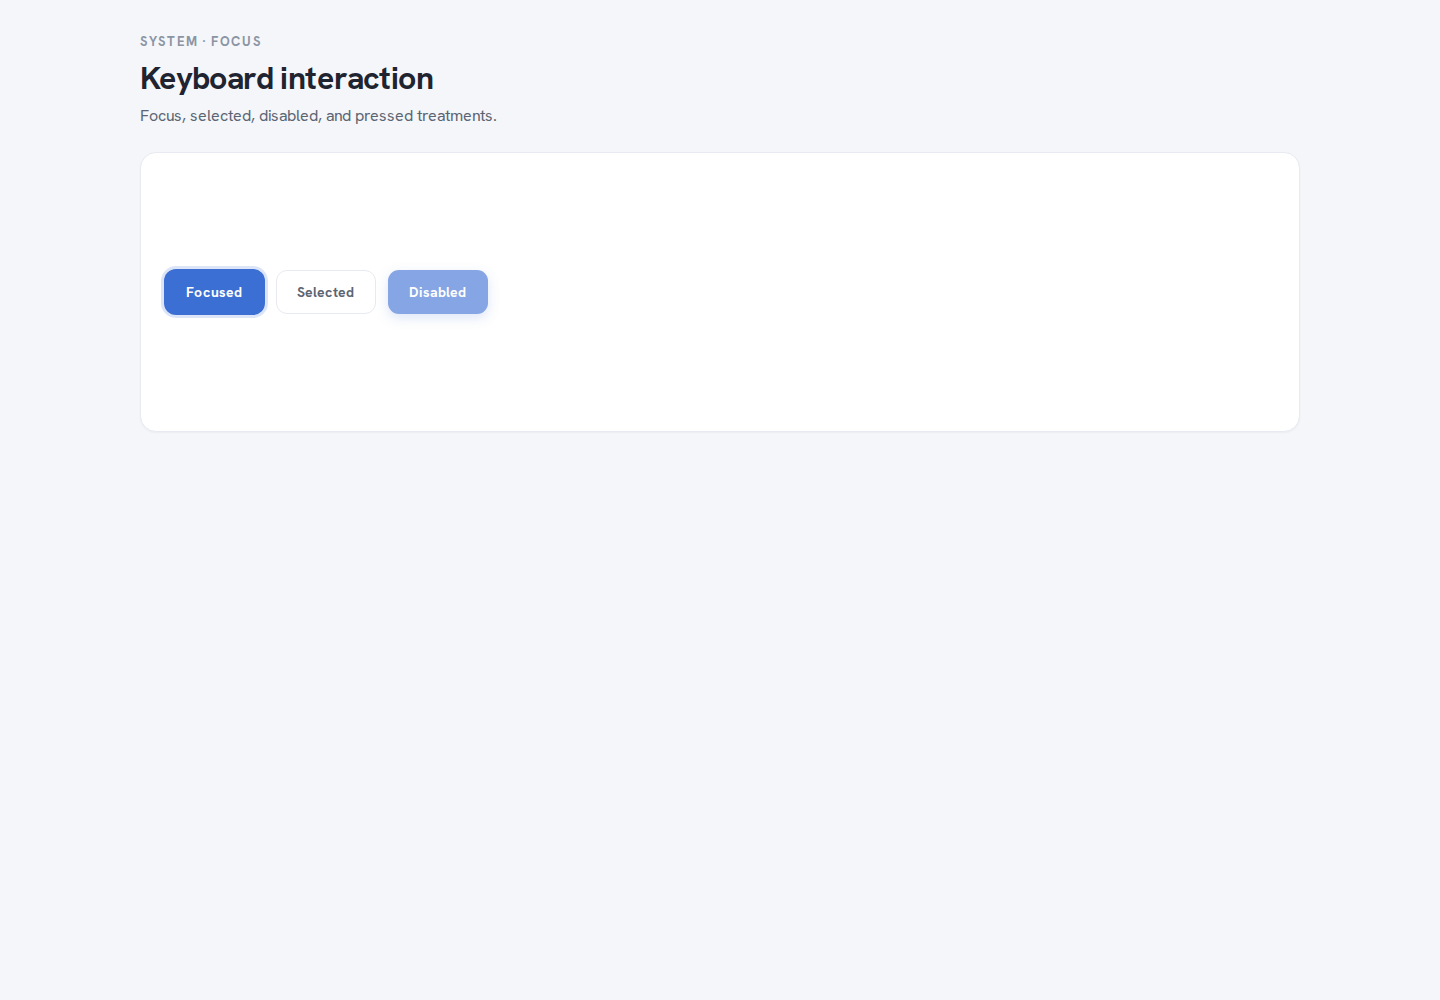 SYSTEM · FOCUS
Keyboard interaction
Focus, selected, disabled, and pressed treatments.
Focused
Selected
Disabled